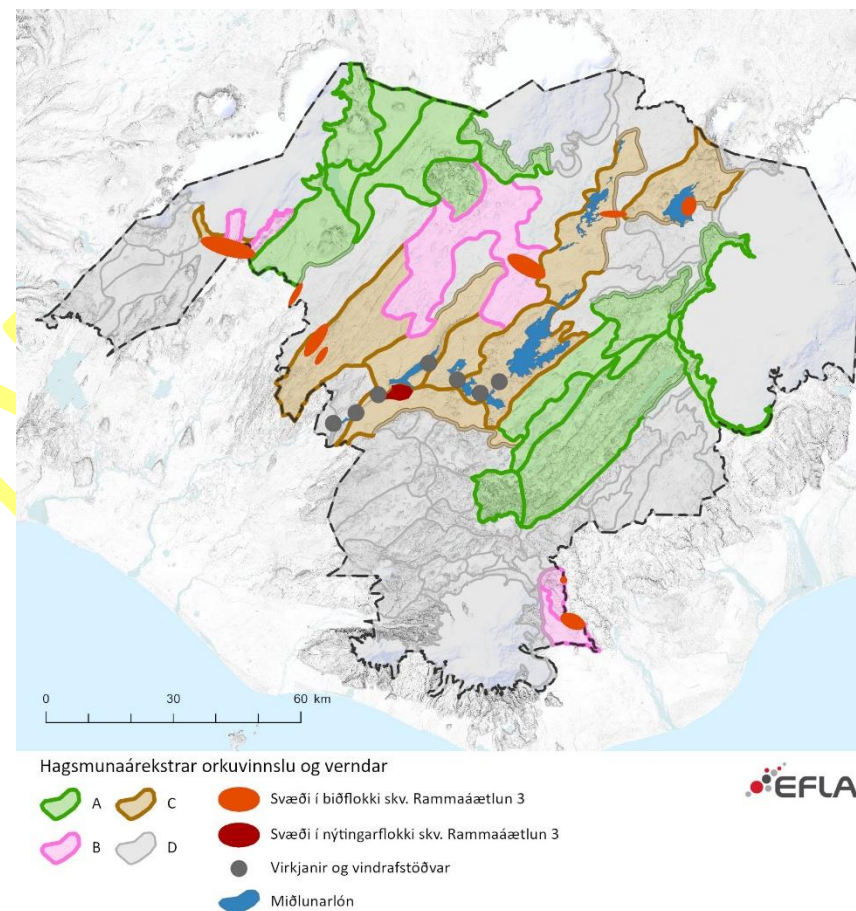 0 30 60 km
Hagsmunaárekstrar orkuvinnslu og verndar
A C Svæði í biðflokki skv. Rammaáætlun 3
Svæði í nýtingarflokki skv. Rammaáætlun 3
B D
Virkjanir og vindrafstöðvar
Miðlunarlón
EFLA